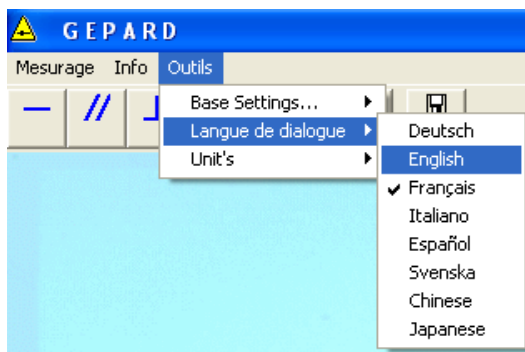 GEPARD
Mesurage Info Outils
Base Settings...
Langue de dialogue
Unit's
Deutsch
English
Français
Italiano
Español
Svenska
Chinese
Japanese